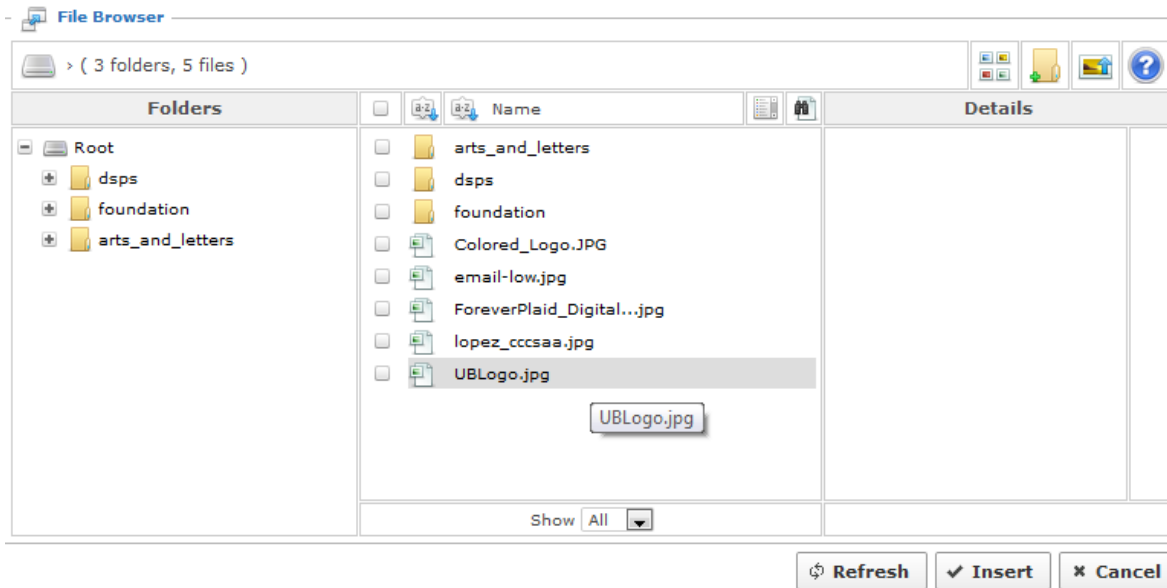 File Browser
› ( 3 folders, 5 files )
?
Folders
a-z
a-z
Name
Details
Root
dsps
foundation
arts_and_letters
arts_and_letters
dsps
foundation
Colored_Logo.JPG
email-low.jpg
ForeverPlaid_Digital...jpg
lopez_cccsaa.jpg
UBLogo.jpg
UBLogo.jpg
Show All
Refresh
Insert
Cancel